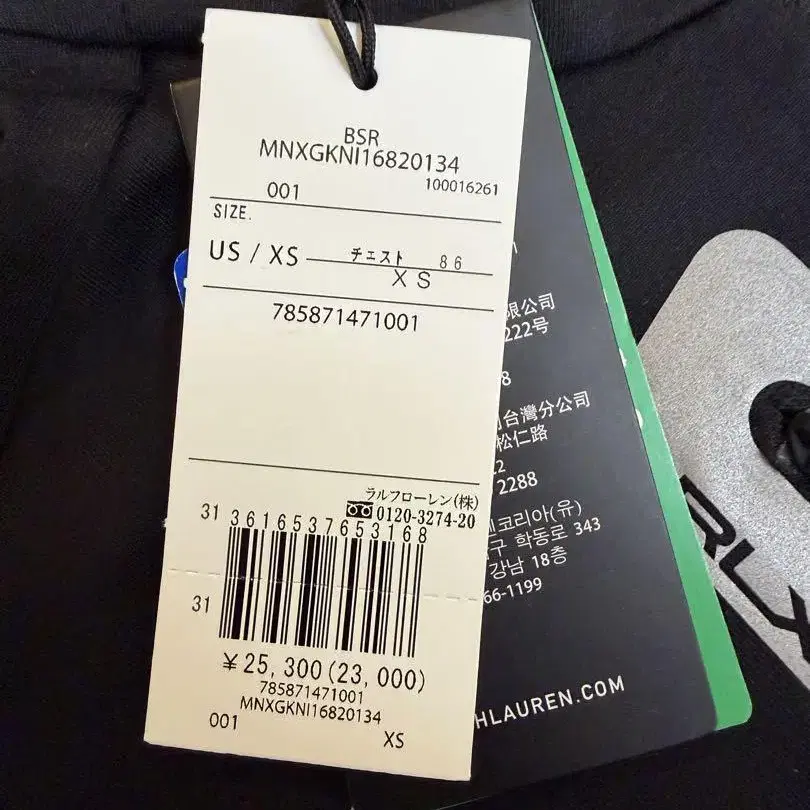 BSR
MNXGKNI16820134
100016261
001
SIZE.
US / XS
チェスト 86
XS
785871471001
ラルフローレン(株)
0120-3274-20
31
3616537653168
31
¥25,300(23,000)
785871471001
MNXGKNI16820134
001
XS
限公司
222号
8
台灣分公司
松仁路
2288
코리아(유)
구 학동로 343
강남 18층
66-1199
HLAUREN.COM
RLX